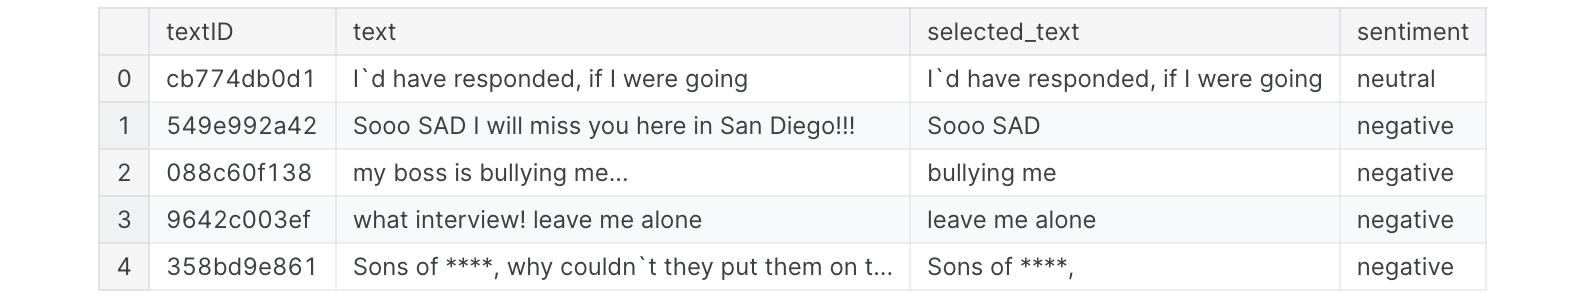 textID text selected_text sentiment
0 cb774db0d1 I`d have responded, if I were going I`d have responded, if I were going neutral
1 549e992a42 Sooo SAD I will miss you here in San Diego!!! Sooo SAD negative
2 088c60f138 my boss is bullying me... bullying me negative
3 9642c003ef what interview! leave me alone leave me alone negative
4 358bd9e861 Sons of ****, why couldn`t they put them on t... Sons of ****, negative